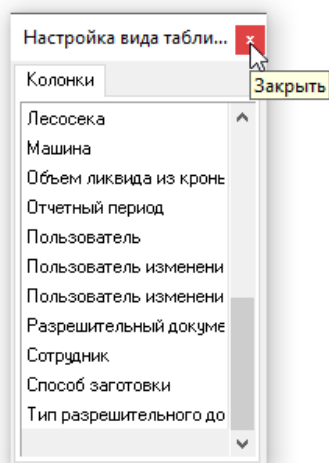 Настройка вида табли...
Закрыть
Колонки
Лесосека
Машина
Объем ликвида из кроны
Отчетный период
Пользователь
Пользователь изменени
Пользователь изменени
Разрешительный докуме
Сотрудник
Способ заготовки
Тип разрешительного до